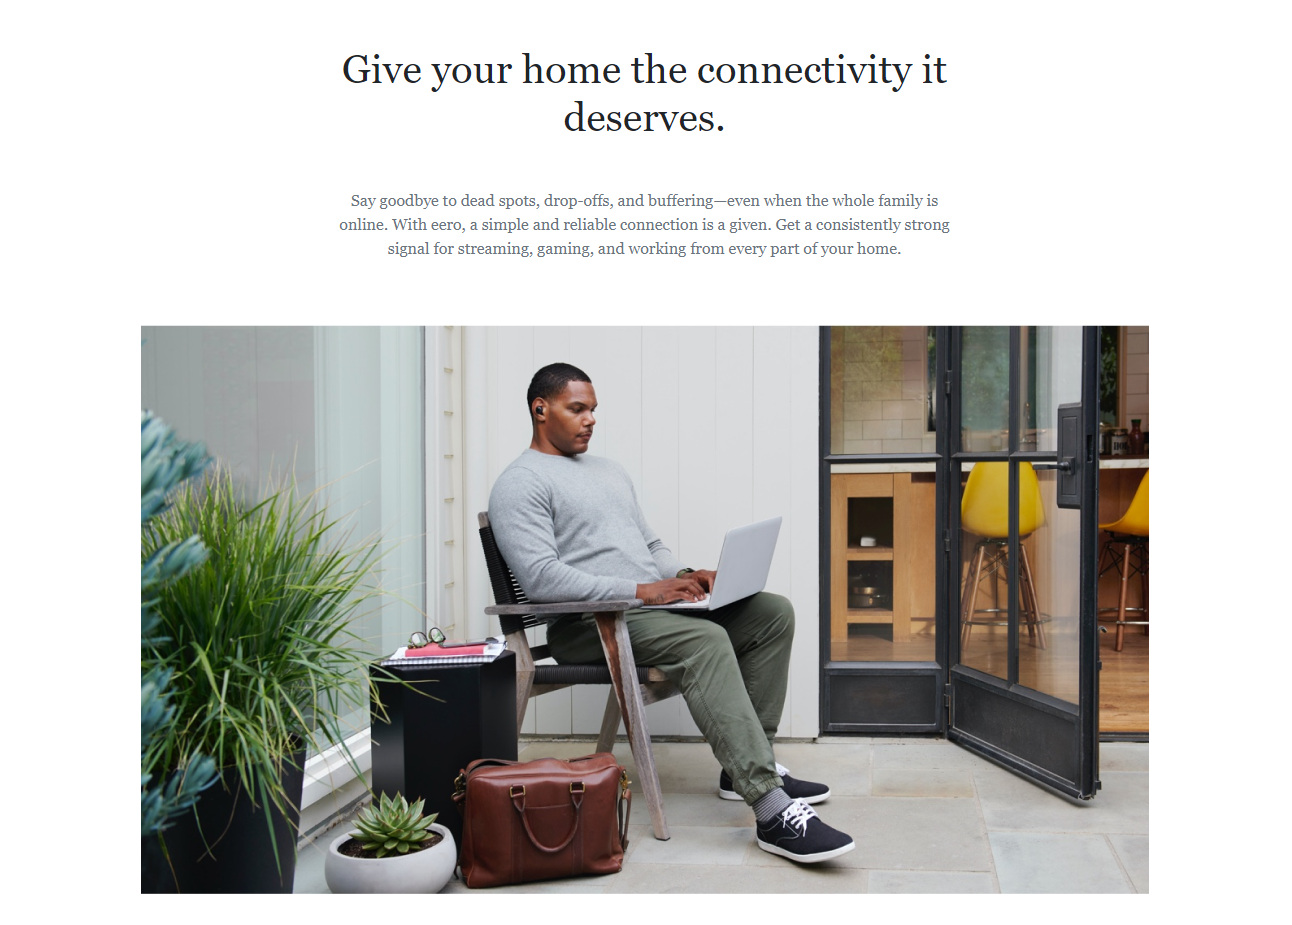 Give your home the connectivity it
deserves.
Say goodbye to dead spots, drop-offs, and buffering—even when the whole family is
online. With eero, a simple and reliable connection is a given. Get a consistently strong
signal for streaming, gaming, and working from every part of your home.